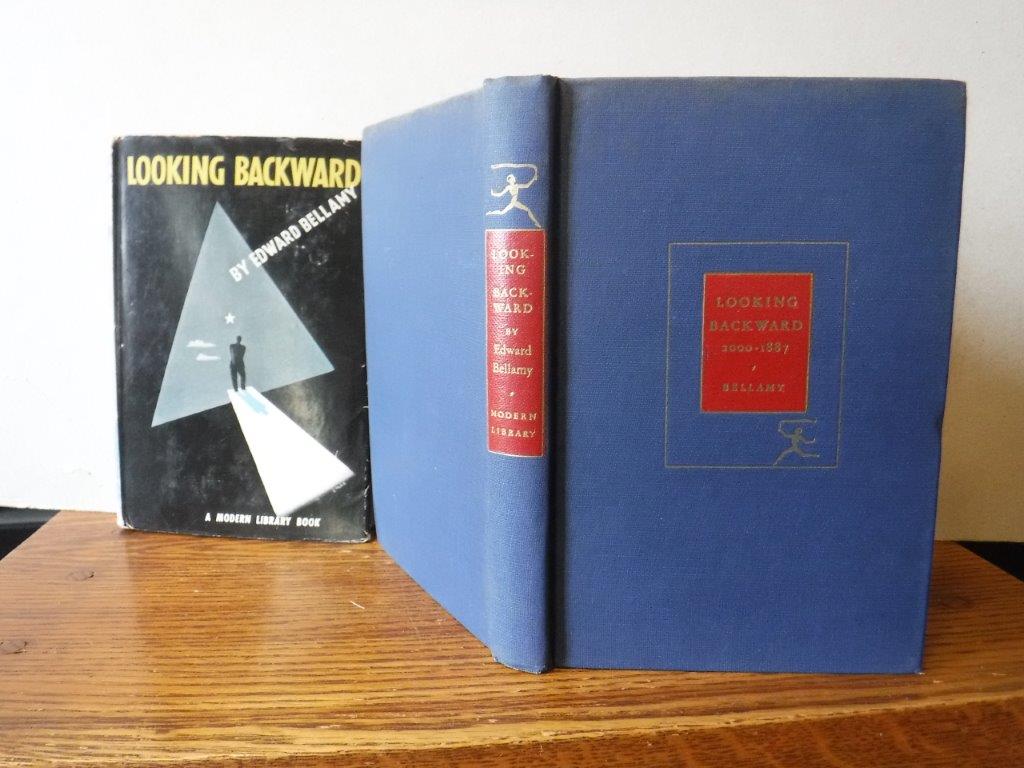 LOOKING BACKWARD
BY EDWARD BELLAMY
A MODERN LIBRARY BOOK
LOOK-
ING
BACK-
WARD
BY
Edward
Bellamy
MODERN
LIBRARY
LOOKING
BACKWARD
2000-1887
BELLAMY